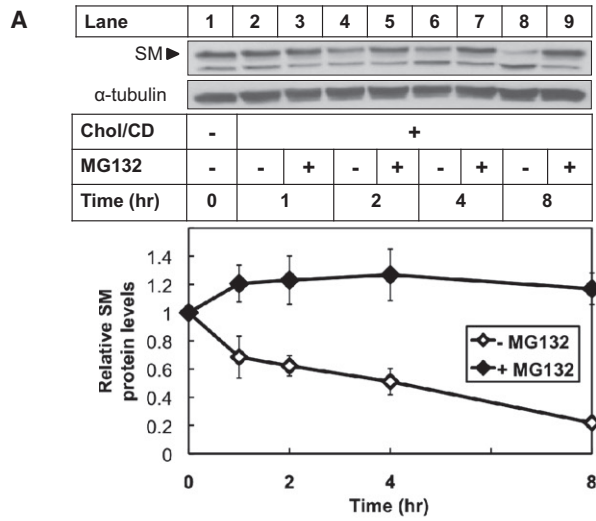 A
Lane 1 2 3 4 5 6 7 8 9
SM
α-tubulin
Chol/CD - +
MG132 - - + - + - + - +
Time (hr) 0 1 2 4 8
1.4
1.2
1
0.8
0.6
0.4
0.2
0
Relative SM
protein levels
- MG132
+ MG132
0 2 4 8
Time (hr)